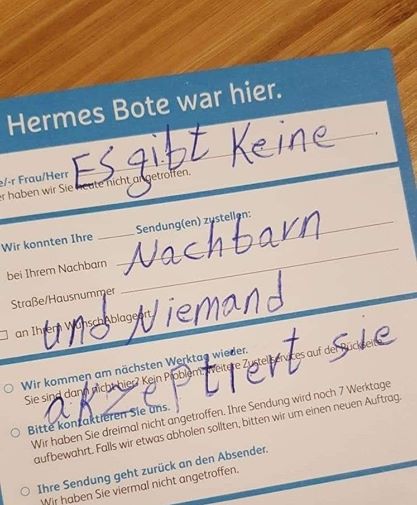 Hermes Bote war hier.
e/-r Frau/Herr Es gibt Keine
er haben wir Sie heute nicht angetroffen.
Wir konnten Ihre Sendung(en) zustellen:
bei Ihrem Nachbarn Nachbarn
Straße/Hausnummer
und Niemand
an Ihrem WunschAblageort
akzeptiert sie
Wir kommen am nächsten Werktag wieder.
Sie sind dann nicht hier? Kein Problem! Weitere Zustellservices auf der Rückseite.
Bitte kontaktieren Sie uns.
Wir haben Sie dreimal nicht angetroffen. Ihre Sendung wird noch 7 Werktage
aufbewahrt. Falls wir etwas abholen sollten, bitten wir um einen neuen Auftrag.
Ihre Sendung geht zurück an den Absender.
Wir haben Sie viermal nicht angetroffen.